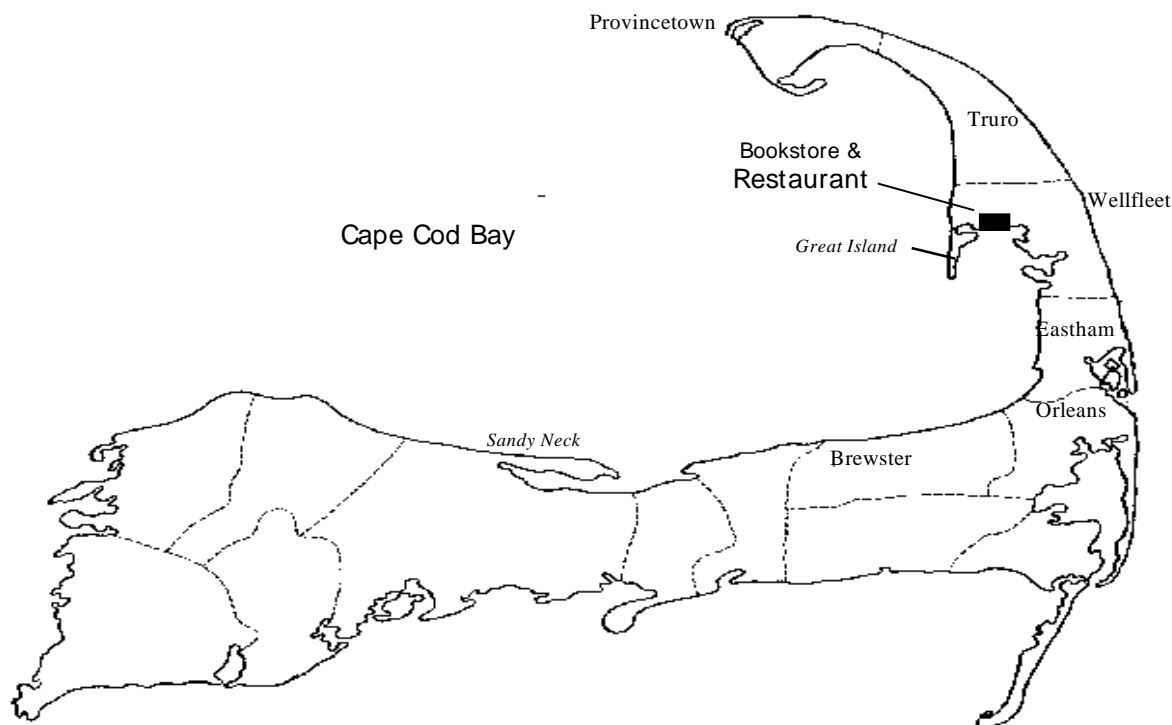 Provincetown
Truro
Bookstore &
Restaurant
Wellfleet
Cape Cod Bay
Great Island
Eastham
Orleans
Sandy Neck
Brewster